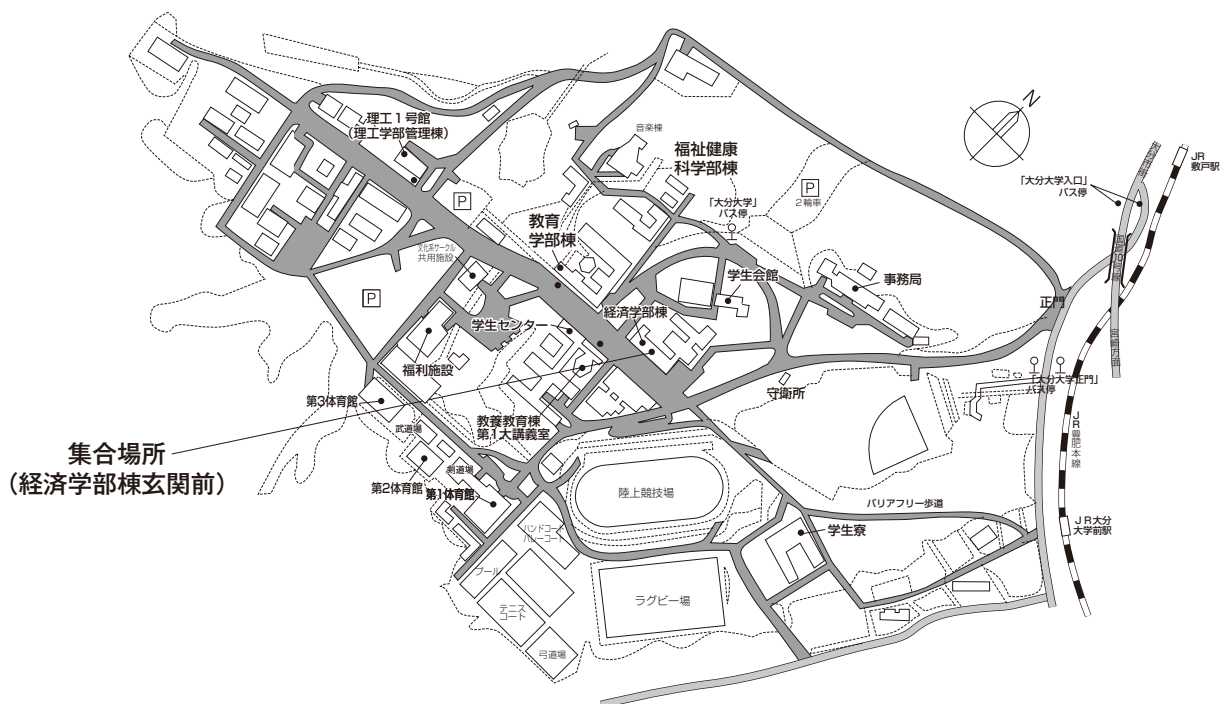 理工１号館
（理工学部管理棟）
音楽棟
福祉健康
科学部棟
N
JR
敷戸駅
「大分大学入口」
バス停
P
２輪車
「大分大学」
バス停
P
教育
学部棟
文化系サークル
共用施設
P
学生会館
事務局
正門
国道10号線
宮崎方面
学生センター
経済学部棟
福利施設
守衛所
「大分大学正門」
バス停
第3体育館
教養教育棟
第1大講義室
JR豊肥本線
集合場所
（経済学部棟玄関前）
武道場
剣道場
第2体育館
第1体育館
陸上競技場
バリアフリー歩道
ハンドコート
バレーコート
学生寮
ＪＲ大分
大学前駅
プール
テニス
コート
ラグビー場
弓道場